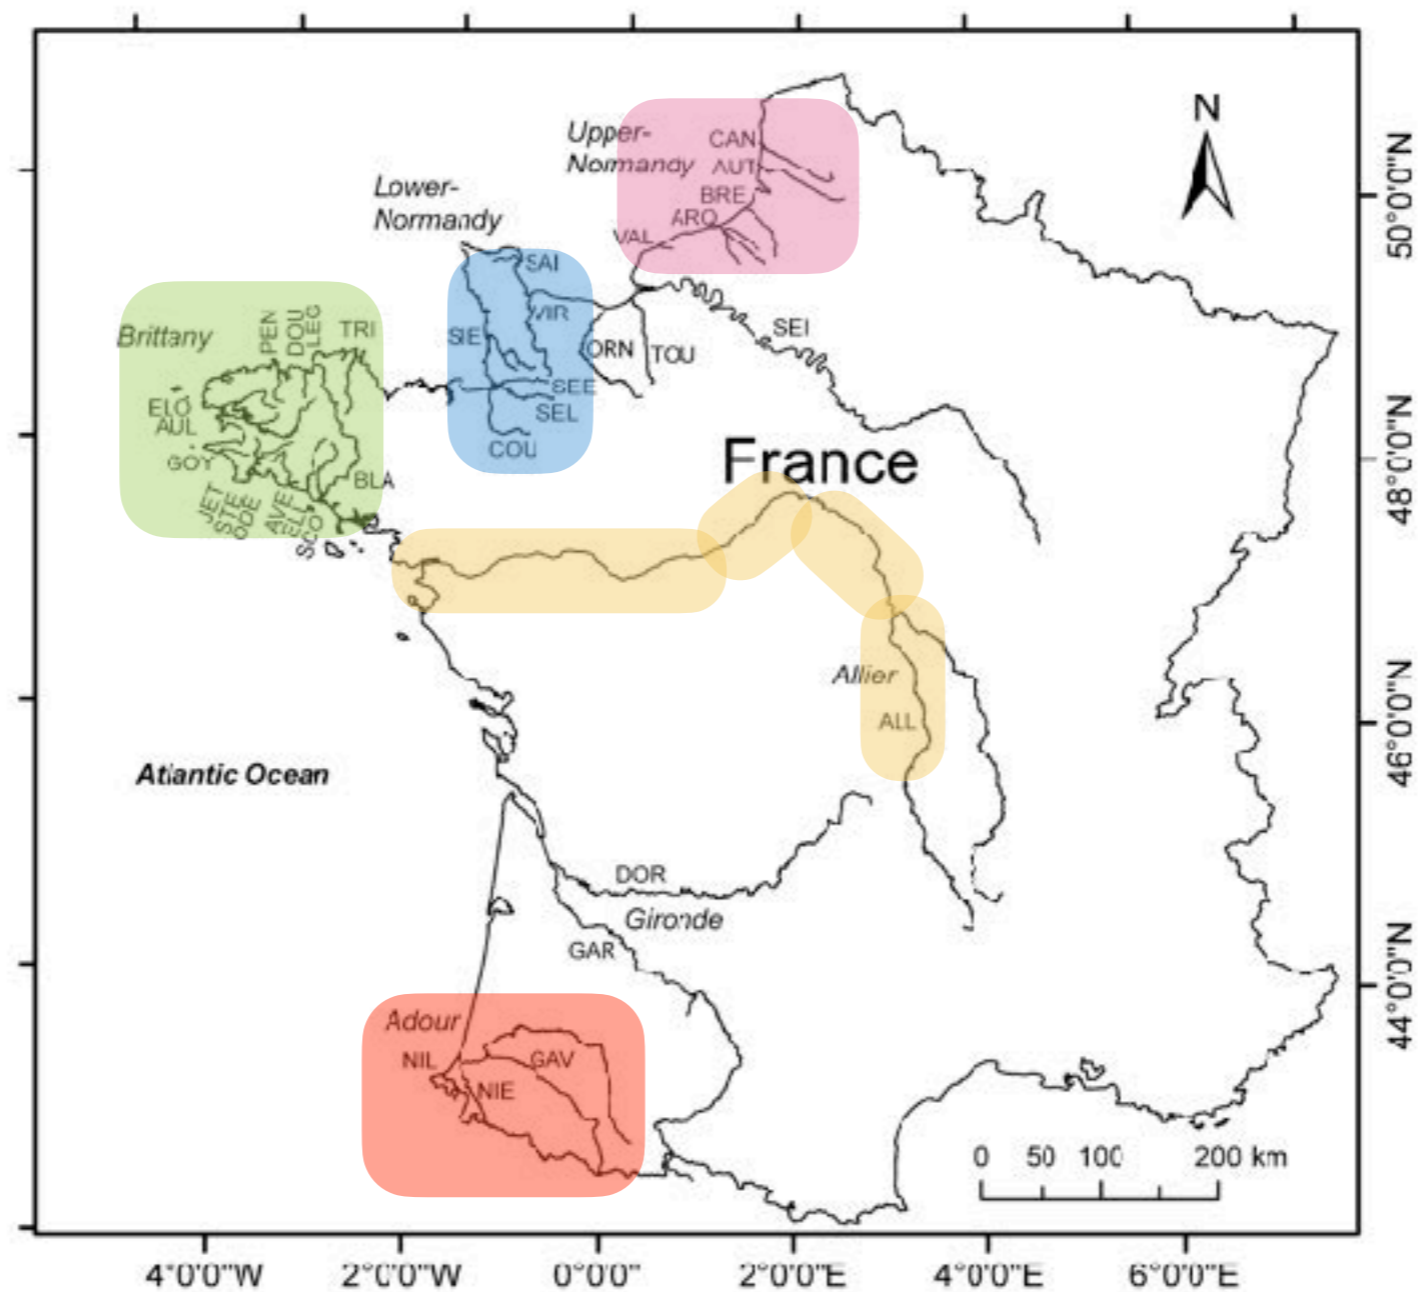 N
Upper-
Normandy
CAN
AUT
BRE
ARQ
VAL
Lower-
Normandy
SAI
VIR
SIE
ORN
TOU
SEI
SEE
SEL
COU
Brittany
PEN
DOU
LEG
TRI
ELO
AUL
GOY
BLA
JET
STE
ODE
AVE
ELL
SCO
France
Allier
ALL
Atlantic Ocean
DOR
Gironde
GAR
Adour
NIL
GAV
NIE
0 50 100 200 km
50°0'0"N
48°0'0"N
46°0'0"N
44°0'0"N
4°0'0"W 2°0'0"W 0°0'0" 2°0'0"E 4°0'0"E 6°0'0"E